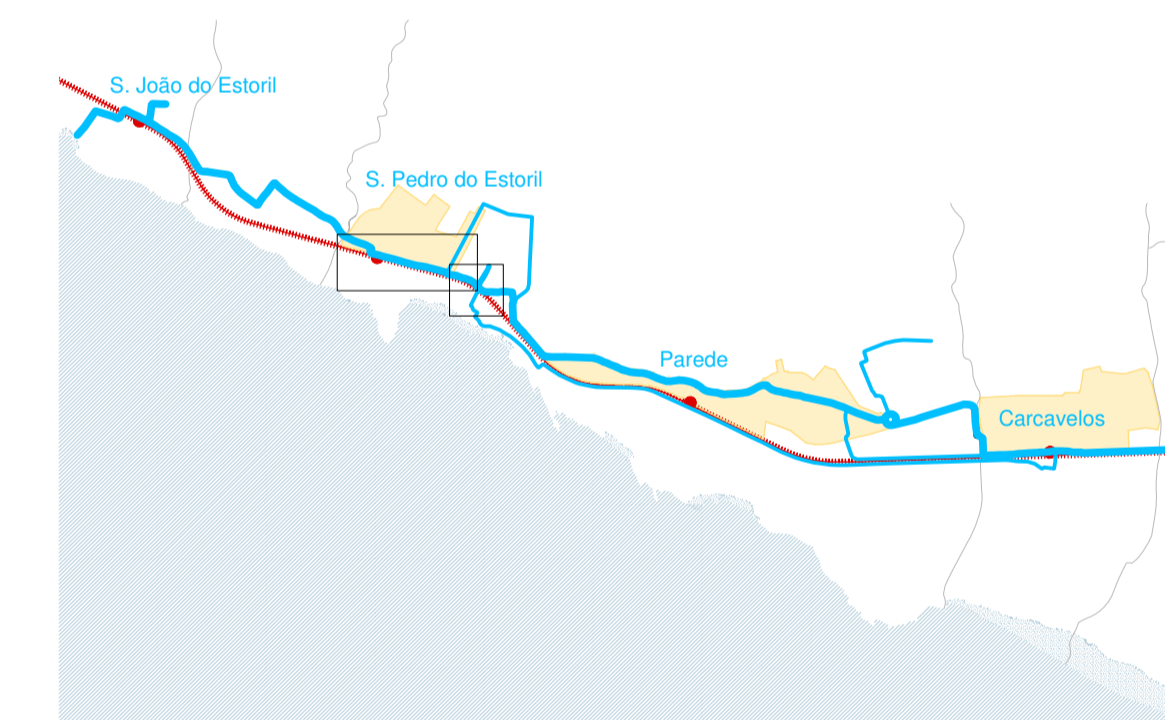 S. João do Estoril
S. Pedro do Estoril
Parede
Carcavelos